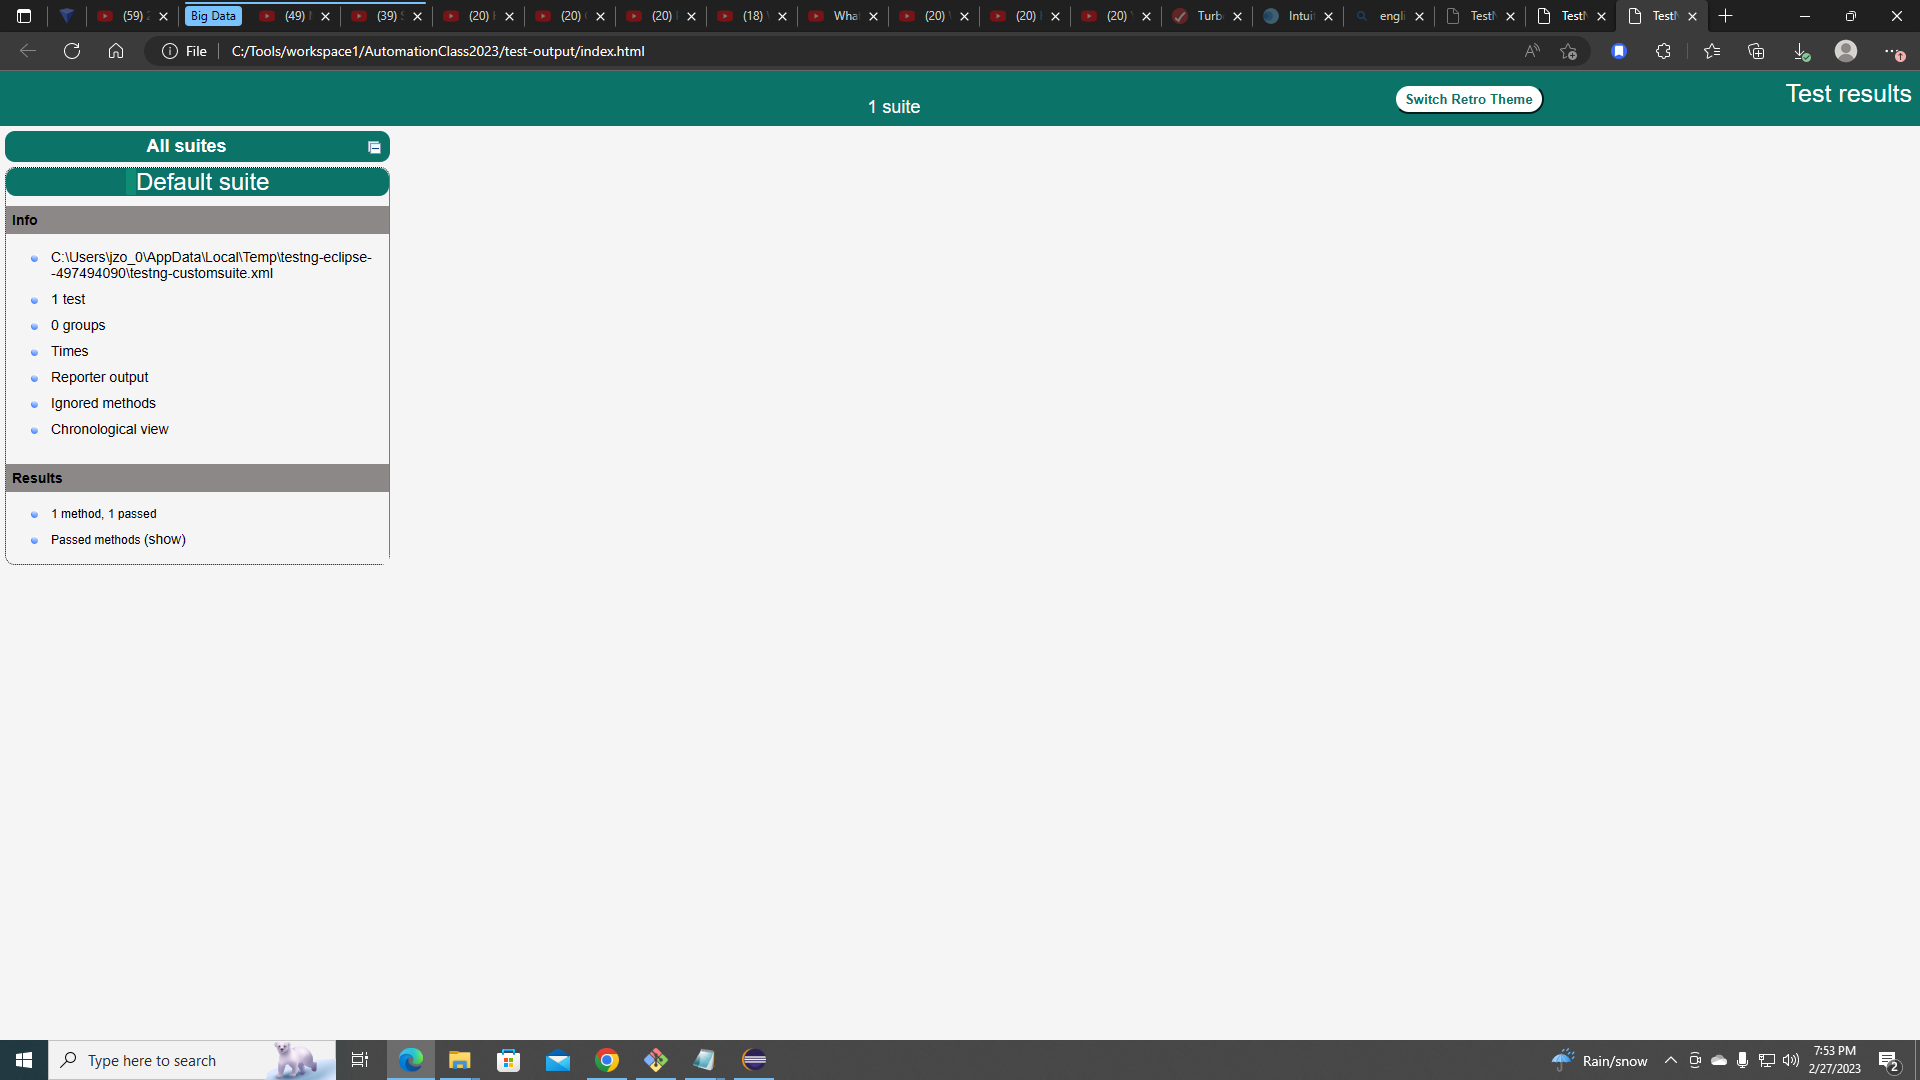 (59) 2
Big Data
(49)
(39) S
(20)
(20)
(20)
(18)
Wha
(20)
(20)
(20)
Turb
Intui
engli
Test
Test
Test
File
C:/Tools/workspace1/AutomationClass2023/test-output/index.html
1 suite
Switch Retro Theme
Test results
All suites
Default suite
Info
C:\Users\jzo_0\AppData\Local\Temp\testng-eclipse-
-497494090\testng-customsuite.xml
1 test
0 groups
Times
Reporter output
Ignored methods
Chronological view
Results
1 method, 1 passed
Passed methods (show)
Type here to search
Rain/snow
7:53 PM
2/27/2023
2